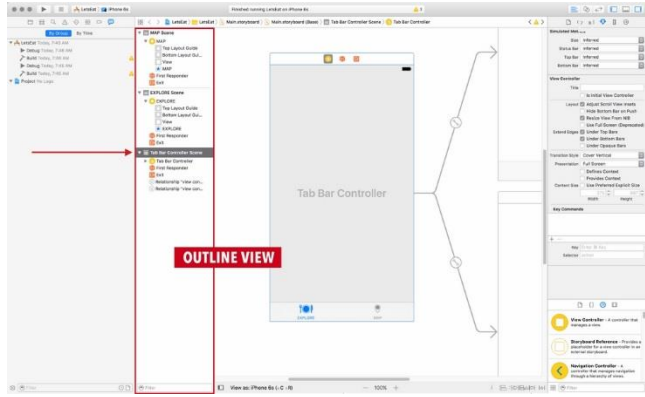 LetsEat
iPhone 6s
Finished running LetsEat on iPhone 6s
LetsEat
Main.storyboard
Main.storyboard (Base)
Tab Bar Controller Scene
Tab Bar Controller
By Group
By Time
LetsEat Today, 7:45 AM
Debug Today, 7:45 AM
Build Today, 7:45 AM
Debug Today, 7:40 AM
Build Today, 7:40 AM
Project No Logs
Filter
MAP Scene
MAP
Top Layout Guide
Bottom Layout Gui...
View
MAP
First Responder
Exit
EXPLORE Scene
EXPLORE
Top Layout Guide
Bottom Layout Gui...
View
EXPLORE
First Responder
Exit
Tab Bar Controller Scene
Tab Bar Controller
First Responder
Exit
Relationship "view con...
Relationship "view con...
Filter
OUTLINE VIEW
Tab Bar Controller
EXPLORE
MAP
View as: iPhone 6s
100%
Simulated Met...
Size Inferred
Status Bar Inferred
Top Bar Inferred
Bottom Bar Inferred
View Controller
Title
Is Initial View Controller
Layout Adjust Scroll View Insets
Hide Bottom Bar on Push
Resize View From NIB
Use Full Screen (Deprecated)
Extend Edges Under Top Bars
Under Bottom Bars
Under Opaque Bars
Transition Style Cover Vertical
Presentation Full Screen
Defines Context
Provides Context
Content Size Use Preferred Explicit Size
Width Height
Key Commands
Key
Selector
View Controller - A controller that
manages a view.
Storyboard Reference - Provides a
placeholder for a view controller in an
external storyboard.
Navigation Controller - A
controller that manages navigation
through a hierarchy of views.
Filter